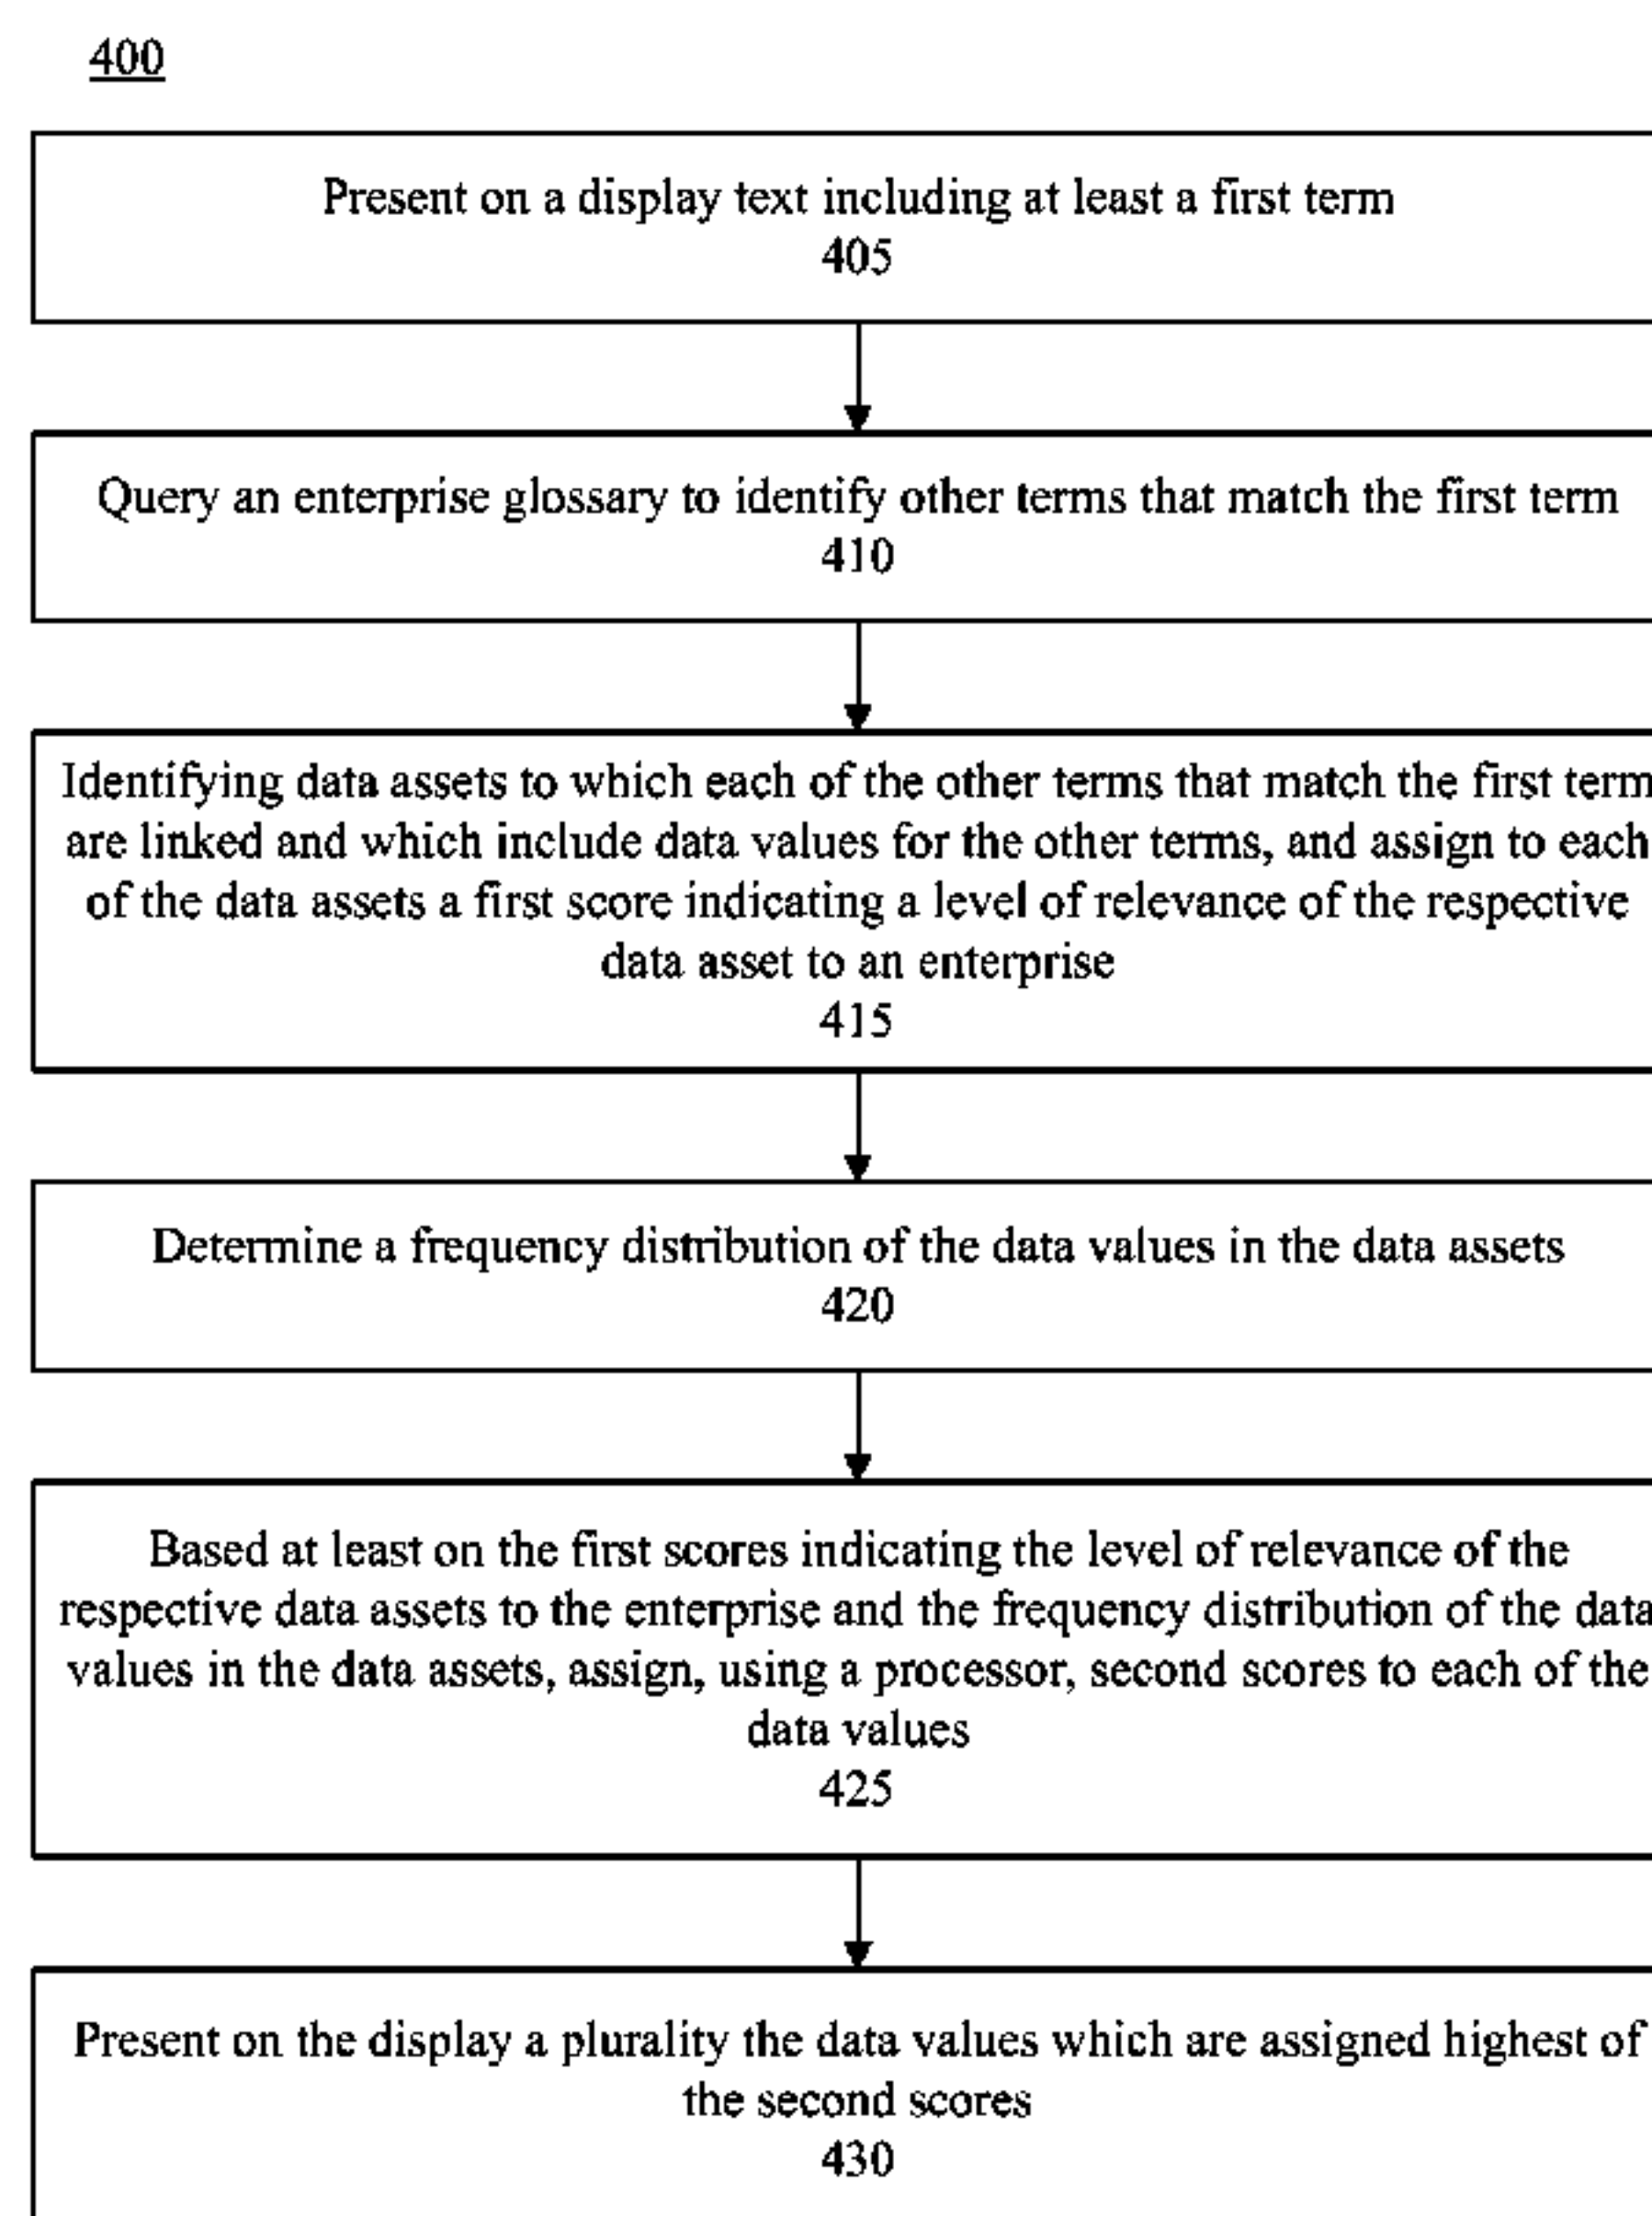 400
Present on a display text including at least a first term
405
Query an enterprise glossary to identify other terms that match the first term
410
Identifying data assets to which each of the other terms that match the first term
are linked and which include data values for the other terms, and assign to each
of the data assets a first score indicating a level of relevance of the respective
data asset to an enterprise
415
Determine a frequency distribution of the data values in the data assets
420
Based at least on the first scores indicating the level of relevance of the
respective data assets to the enterprise and the frequency distribution of the data
values in the data assets, assign, using a processor, second scores to each of the
data values
425
Present on the display a plurality the data values which are assigned highest of
the second scores
430